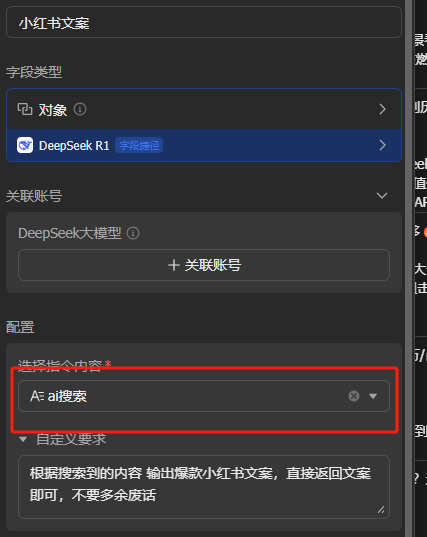 小红书文案
字段类型
对象
DeepSeek R1 字段捷径
关联账号
DeepSeek大模型
+ 关联账号
配置
选择指令内容*
ai搜索
自定义要求
根据搜索到的内容 输出爆款小红书文案，直接返回文案
即可，不要多余废话